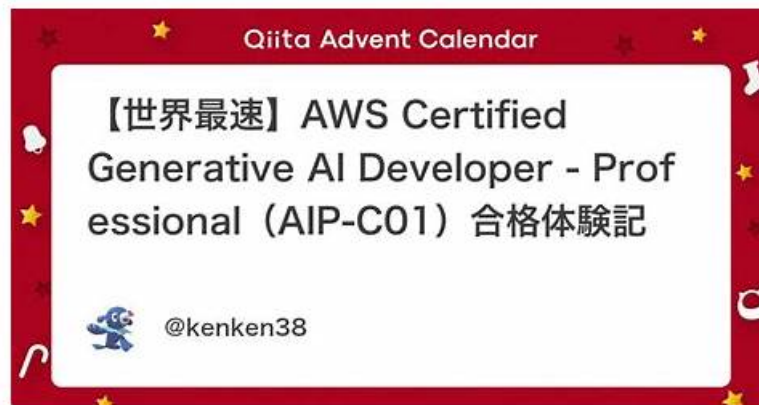 Qiita Advent Calendar
【世界最速】AWS Certified
Generative AI Developer - Prof
essional（AIP-C01）合格体験記
@kenken38